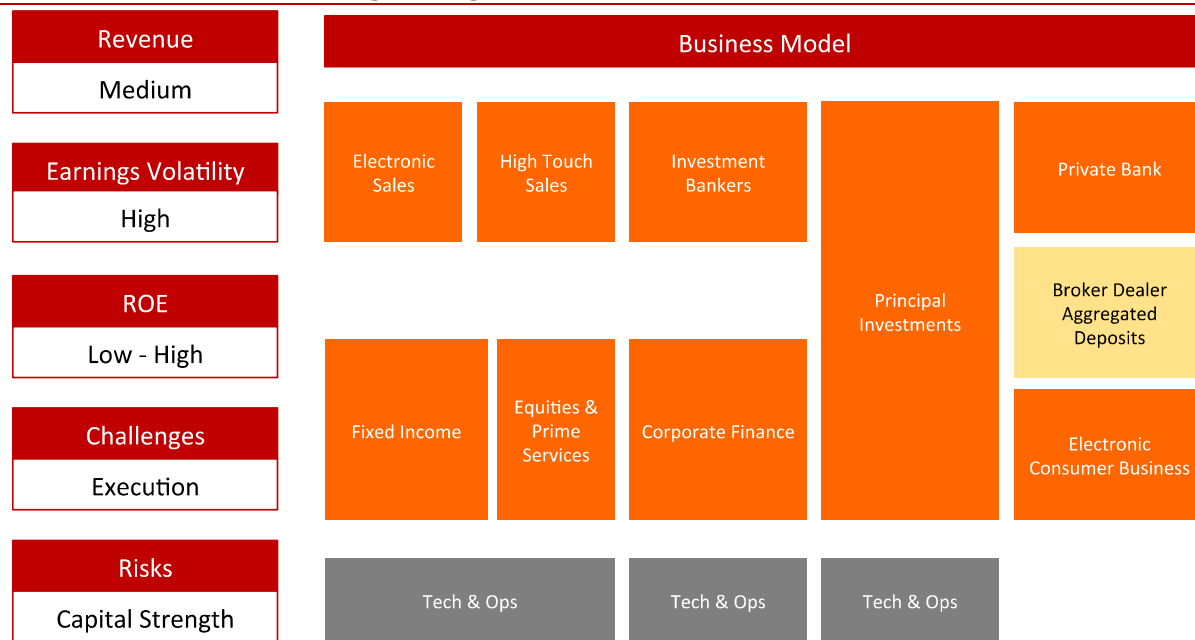 Revenue
Medium
Earnings Volatility
High
ROE
Low - High
Challenges
Execution
Risks
Capital Strength
Business Model
Electronic
Sales
High Touch
Sales
Investment
Bankers
Principal
Investments
Private Bank
Broker Dealer
Aggregated
Deposits
Fixed Income
Equities &
Prime
Services
Corporate Finance
Electronic
Consumer Business
Tech & Ops
Tech & Ops
Tech & Ops